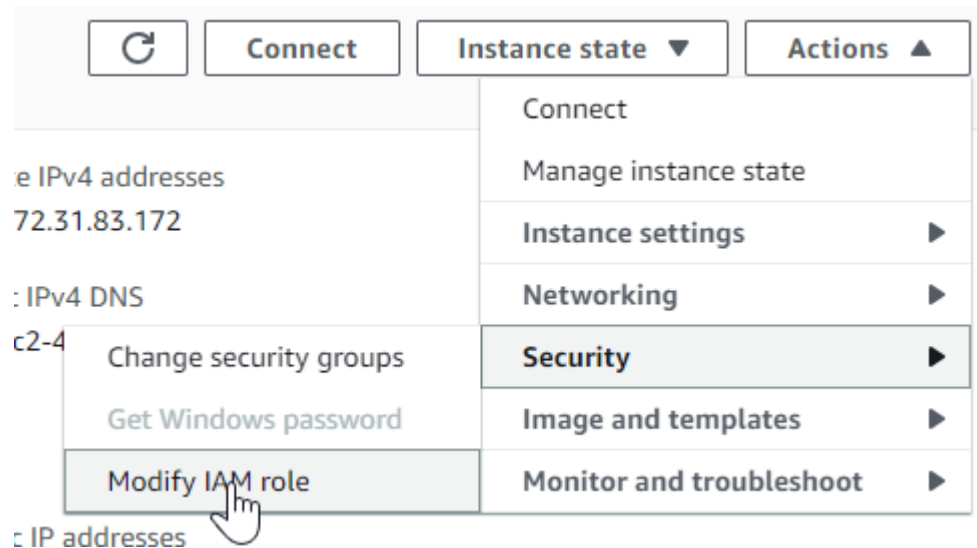 Connect
Instance state
Actions
Connect
Manage instance state
Instance settings
Networking
Security
Image and templates
Monitor and troubleshoot
Change security groups
Get Windows password
Modify IAM role
IPv4 addresses
72.31.83.172
IPv4 DNS
c2-4
IP addresses